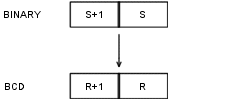 BINARY S+1 S
BCD R+1 R